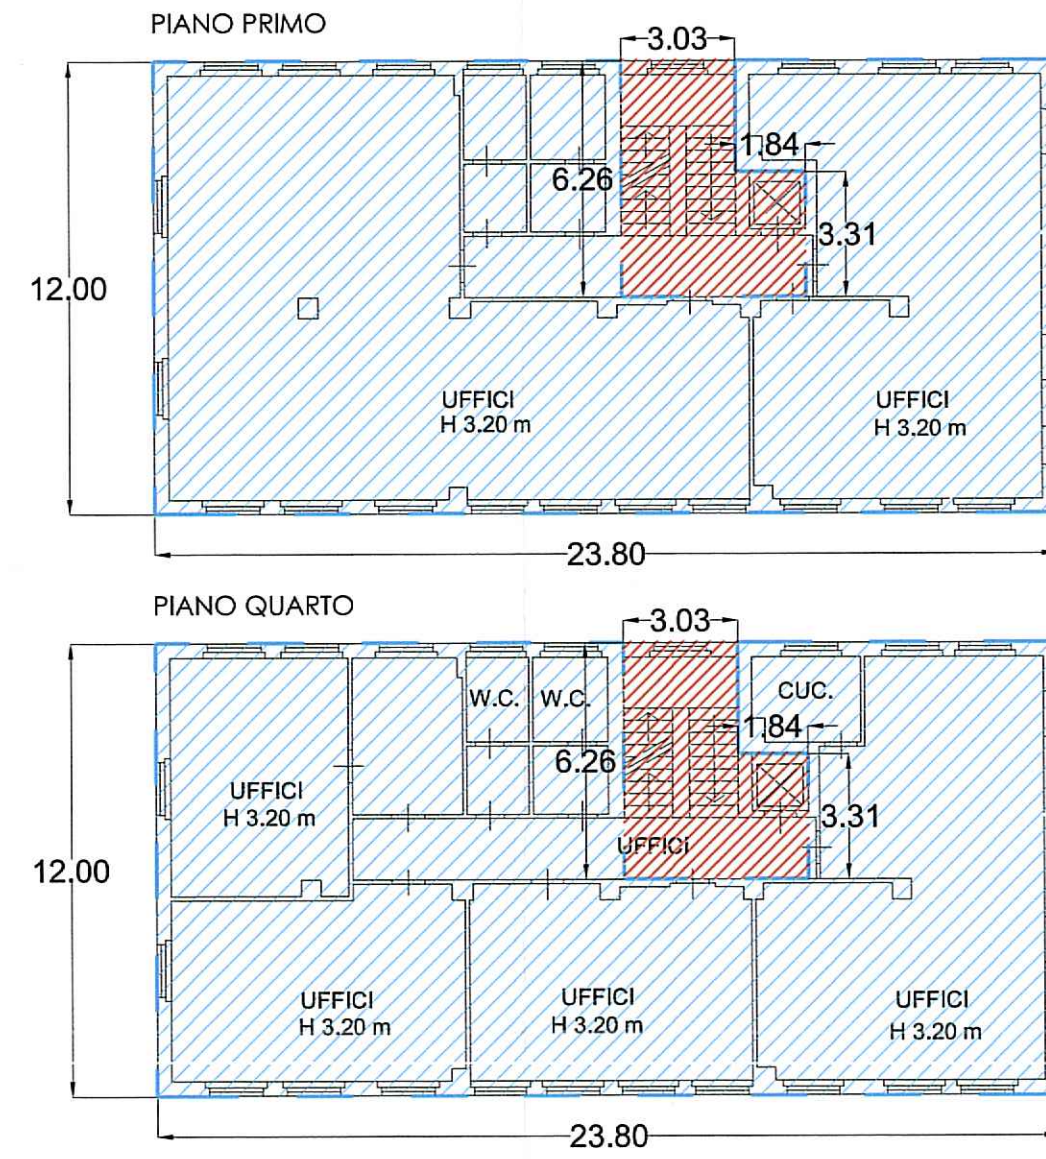 PIANO PRIMO
3.03
1.84
6.26
3.31
12.00
UFFICI
H 3.20 m
UFFICI
H 3.20 m
23.80
PIANO QUARTO
3.03
W.C.
W.C.
CUC.
1.84
6.26
UFFICI
H 3.20 m
3.31
UFFICI
12.00
UFFICI
H 3.20 m
UFFICI
H 3.20 m
UFFICI
H 3.20 m
23.80